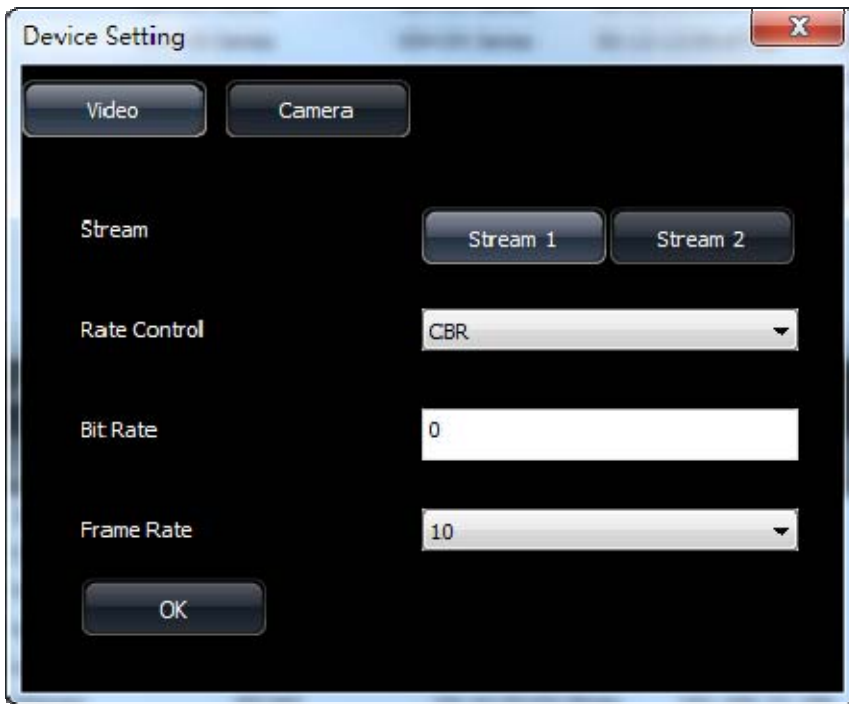 Device Setting
X
Video Camera
Stream Stream 1 Stream 2
Rate Control CBR
Bit Rate 0
Frame Rate 10
OK